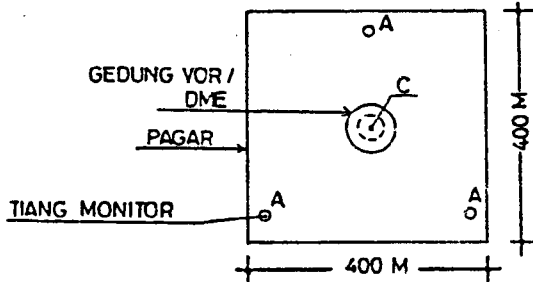 A
GEDUNG VOR /
DME
C
PAGAR
400 M
TIANG MONITOR
A
A
400 M